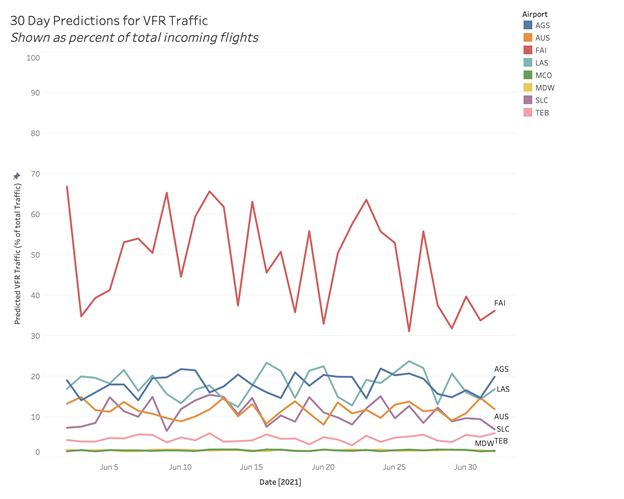 30 Day Predictions for VFR Traffic
Shown as percent of total incoming flights
Airport
AGS
AUS
FAI
LAS
MCO
MDW
SLC
TEB
100
90
80
70
60
50
40
30
20
10
0
Predicted VFR Traffic (% of total Traffic)
FAI
AGS
LAS
AUS
SLC
MDW TEB
Jun 5
Jun 10
Jun 15
Jun 20
Jun 25
Jun 30
Date [2021]